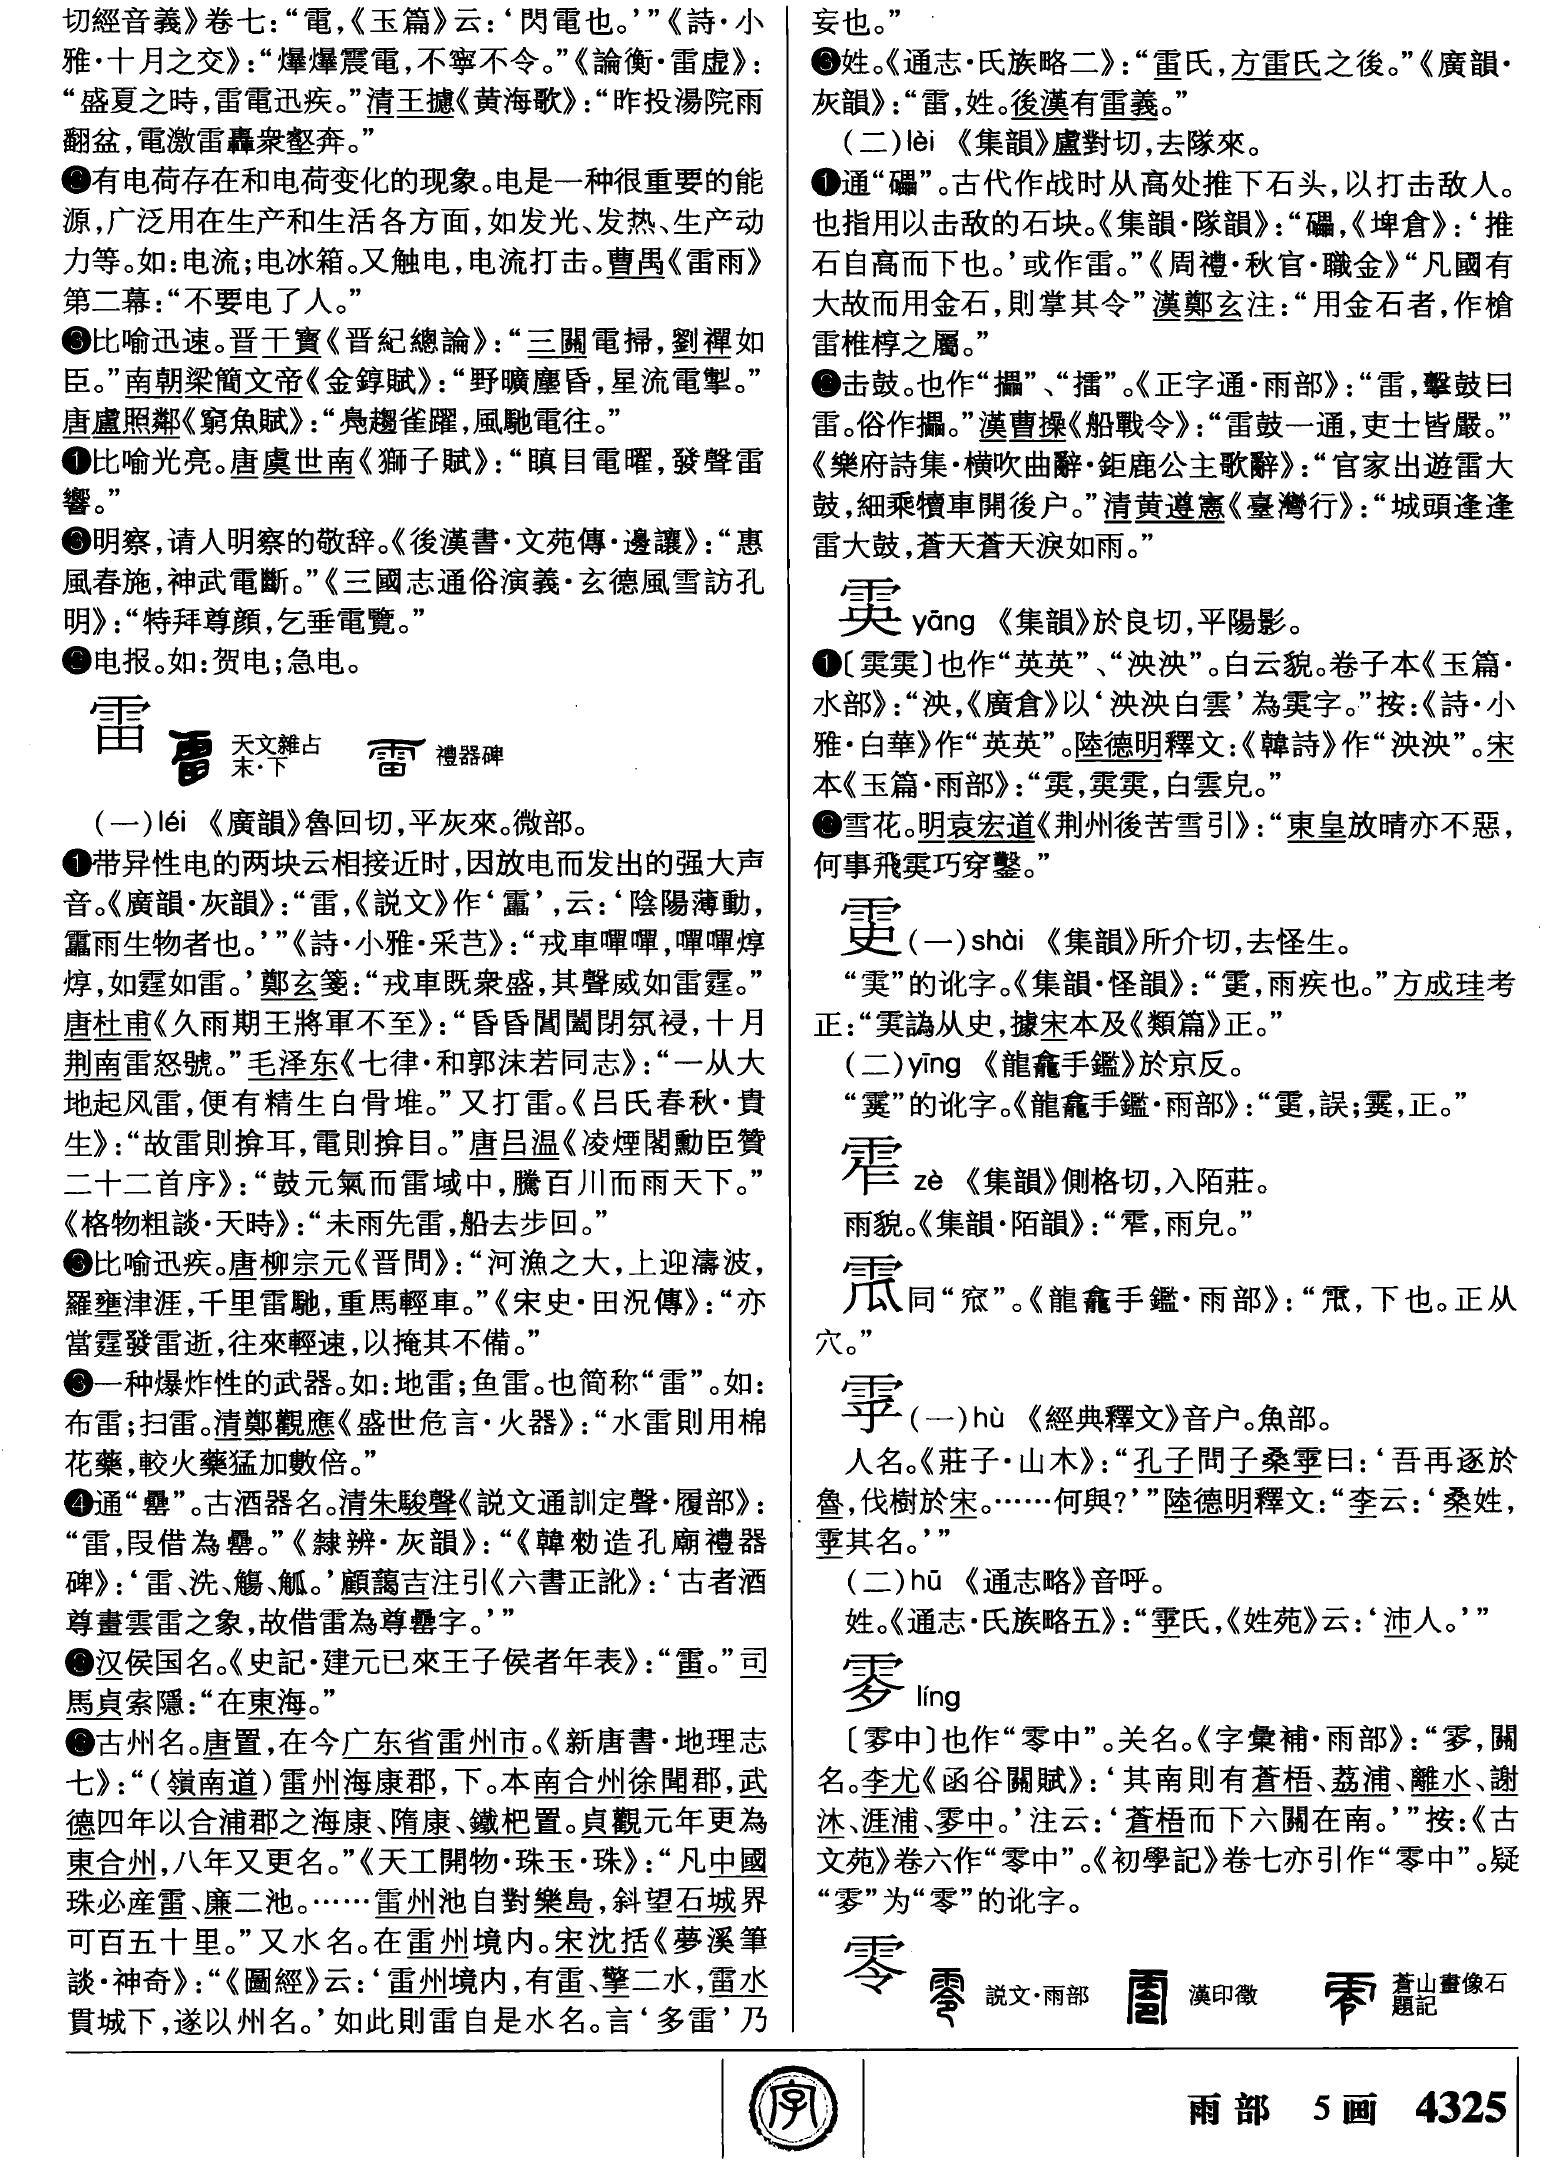 切經音義》卷七：“電，《玉篇》云：‘閃電也。’”《詩·小
雅·十月之交》：“爆爆震電，不寧不令。”《論衡·雷虚》：
“盛夏之時，雷電迅疾。”清王攄《黄海歌》：“昨投湯院雨
翻盆，電激雷轟衆壑奔。”
❷有电荷存在和电荷变化的现象。电是一种很重要的能
源，广泛用在生产和生活各方面，如发光、发热、生产动
力等。如：电流；电冰箱。又触电，电流打击。曹禺《雷雨》
第二幕：“不要电了人。”
❸比喻迅速。晋干寶《晋紀總論》：“三關電掃，劉禪如
臣。”南朝梁簡文帝《金錞賦》：“野曠塵昏，星流電掣。”
唐盧照鄰《窮魚賦》：“鳧趨雀躍，風馳電往。”
❶比喻光亮。唐虞世南《獅子賦》：“瞋目電曜，發聲雷
響。”
❸明察，请人明察的敬辞。《後漢書·文苑傳·邊讓》：“惠
風春施，神武電斷。”《三國志通俗演義·玄德風雪訪孔
明》：“特拜尊顔，乞垂電覽。”
电报。如：贺电；急电。
雷
天文雜占
末·下
禮器碑
（一）léi 《廣韻》魯回切，平灰來。微部。
❶带异性电的两块云相接近时，因放电而发出的强大声
音。《廣韻·灰韻》：“雷，《説文》作‘靁’，云：‘陰陽薄動，
靁雨生物者也。’”《詩·小雅·采芑》：“戎車嘽嘽，嘽嘽焞
焞，如霆如雷。’鄭玄箋：“戎車既衆盛，其聲威如雷霆。”
唐杜甫《久雨期王將軍不至》：“昏昏閶闔閉氛祲，十月
荆南雷怒號。”毛泽东《七律·和郭沫若同志》：“一从大
地起风雷，便有精生白骨堆。”又打雷。《吕氏春秋·貴
生》：“故雷則揜耳，電則揜目。”唐吕温《凌煙閣勳臣贊
二十二首序》：“鼓元氣而雷域中，騰百川而雨天下。”
《格物粗談·天時》：“未雨先雷，船去步回。”
比喻迅疾。唐柳宗元《晋問》：“河漁之大，上迎濤波，
羅壅津涯，千里雷馳，重馬輕車。”《宋史·田況傳》：“亦
當霆發雷逝，往來輕速，以掩其不備。”
❸一种爆炸性的武器。如：地雷；鱼雷。也简称“雷”。如：
布雷；扫雷。清鄭觀應《盛世危言·火器》：“水雷則用棉
花藥，較火藥猛加數倍。”
❹通“罍”。古酒器名。清朱駿聲《説文通訓定聲·履部》：
“雷，叚借為罍。”《隸辨·灰韻》：“《韓勑造孔廟禮器
碑》：‘雷、洗、觴、觚。’顧藹吉注引《六書正訛》：‘古者酒
尊畫雲雷之象，故借雷為尊罍字。’”
汉侯国名。《史記·建元已來王子侯者年表》：“雷。”司
馬貞索隱：“在東海。”
古州名。唐置，在今广东省雷州市。《新唐書·地理志
七》：“（嶺南道）雷州海康郡，下。本南合州徐聞郡，武
德四年以合浦郡之海康、隋康、鐵杷置。貞觀元年更為
東合州，八年又更名。”《天工開物·珠玉·珠》：“凡中國
珠必産雷、廉二池。……雷州池自對樂島，斜望石城界
可百五十里。”又水名。在雷州境内。宋沈括《夢溪筆
談·神奇》：“《圖經》云：‘雷州境内，有雷、擎二水，雷水
貫城下，遂以州名。’如此則雷自是水名。言‘多雷’乃
妄也。”
姓。《通志·氏族略二》：“雷氏，方雷氏之後。”《廣韻·
灰韻》：“雷，姓。後漢有雷義。”
（二）lèi 《集韻》盧對切，去隊來。
❶通“礧”。古代作战时从高处推下石头，以打击敌人。
也指用以击敌的石块。《集韻·隊韻》：“礧，《埤倉》：‘推
石自高而下也。’或作雷。”《周禮·秋官·職金》“凡國有
大故而用金石，則掌其令”漢鄭玄注：“用金石者，作槍
雷椎椁之屬。”
❷击鼓。也作“攂”、“擂”。《正字通·雨部》：“雷，擊鼓曰
雷。俗作攂。”漢曹操《船戰令》：“雷鼓一通，吏士皆嚴。”
《樂府詩集·横吹曲辭·鉅鹿公主歌辭》：“官家出遊雷大
鼓，細乘犢車開後户。”清黄遵憲《臺灣行》：“城頭逢逢
雷大鼓，蒼天蒼天淚如雨。”
䨐 yāng 《集韻》於良切，平陽影。
❶〔䨐䨐〕也作“英英”、“泱泱”。白云貌。卷子本《玉篇·
水部》：“泱，《廣倉》以‘泱泱白雲’為䨐字。”按：《詩·小
雅·白華》作“英英”。陸德明釋文：《韓詩》作“泱泱”。宋
本《玉篇·雨部》：“䨐，䨐䨐，白雲皃。”
雪花。明袁宏道《荆州後苦雪引》：“東皇放晴亦不惡，
何事飛䨐巧穿鑿。”
（一）shài 《集韻》所介切，去怪生。
的讹字。《集韻·怪韻》：“，雨疾也。”方成珪考
正：“譌从史，據宋本及《類篇》正。”
（二）yīng 《龍龕手鑑》於京反。
“霙”的讹字。《龍龕手鑑·雨部》：“，誤；霙，正。”
zè 《集韻》側格切，入陌莊。
雨貌。《集韻·陌韻》：“，雨皃。”
同“窊”。《龍龕手鑑·雨部》：“，下也。正从
穴。”
雽（一）hù 《經典釋文》音户。魚部。
人名。《莊子·山木》：“孔子問子桑雽曰：‘吾再逐於
魯，伐樹於宋。……何與？’”陸德明釋文：“李云：‘桑姓，
雽其名。’”
（二）hū 《通志略》音呼。
姓。《通志·氏族略五》：“雽氏，《姓苑》云：‘沛人。’”
líng
〔中〕也作“零中”。关名。《字彙補·雨部》：“，關
名。李尤《函谷關賦》：‘其南則有蒼梧、荔浦、離水、謝
沐、涯浦、中。’注云：‘蒼梧而下六關在南。’”按：《古
文苑》卷六作“零中”。《初學記》卷七亦引作“零中”。疑
为“零”的讹字。
零
説文·雨部
漢印徵
蒼山畫像石
題記
字
雨部 5画 4325